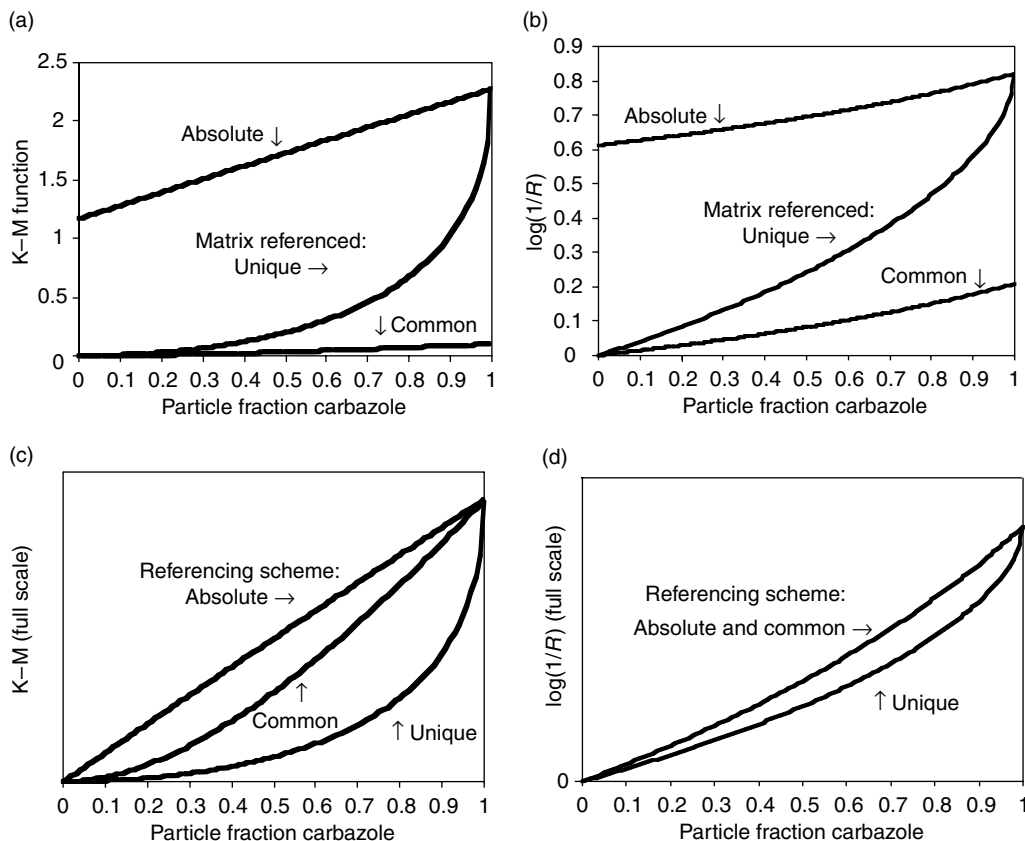 (a)
2.5
2
1.5
1
0.5
0
K–M function
Absolute ↓
Matrix referenced:
Unique →
↓ Common
0 0.1 0.2 0.3 0.4 0.5 0.6 0.7 0.8 0.9 1
Particle fraction carbazole
(b)
0.9
0.8
0.7
0.6
0.5
0.4
0.3
0.2
0.1
0
log(1/R)
Absolute ↓
Matrix referenced:
Unique →
Common ↓
0 0.1 0.2 0.3 0.4 0.5 0.6 0.7 0.8 0.9 1
Particle fraction carbazole
(c)
K–M (full scale)
Referencing scheme:
Absolute →
↑
Common
↑ Unique
0 0.1 0.2 0.3 0.4 0.5 0.6 0.7 0.8 0.9 1
Particle fraction carbazole
(d)
log(1/R) (full scale)
Referencing scheme:
Absolute and common →
↑ Unique
0
0 0.1 0.2 0.3 0.4 0.5 0.6 0.7 0.8 0.9 1
Particle fraction carbazole